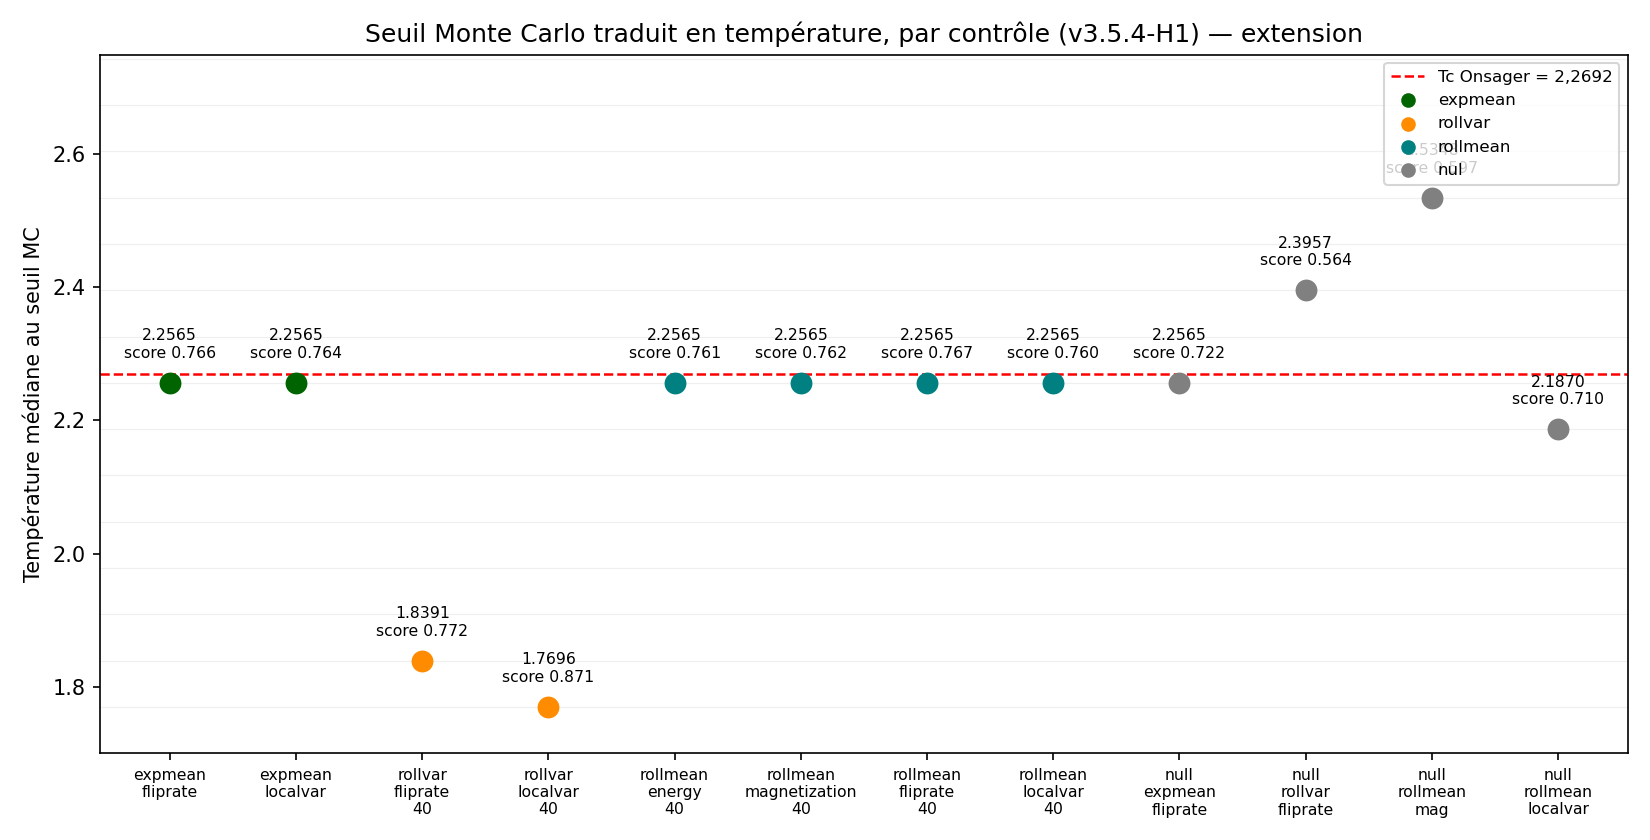 Seuil Monte Carlo traduit en température, par contrôle (v3.5.4-H1) — extension
Température médiane au seuil MC
2.6
2.4
2.2
2.0
1.8
Tc Onsager = 2,2692
expmean
rollvar
rollmean
nul
2.2565
score 0.766
2.2565
score 0.764
1.8391
score 0.772
1.7696
score 0.871
2.2565
score 0.761
2.2565
score 0.762
2.2565
score 0.767
2.2565
score 0.760
2.2565
score 0.722
2.3957
score 0.564
2.1870
score 0.710
expmean
fliprate
expmean
localvar
rollvar
fliprate
40
rollvar
localvar
40
rollmean
energy
40
rollmean
magnetization
40
rollmean
fliprate
40
rollmean
localvar
40
null
expmean
fliprate
null
rollvar
fliprate
null
rollmean
mag
null
rollmean
localvar